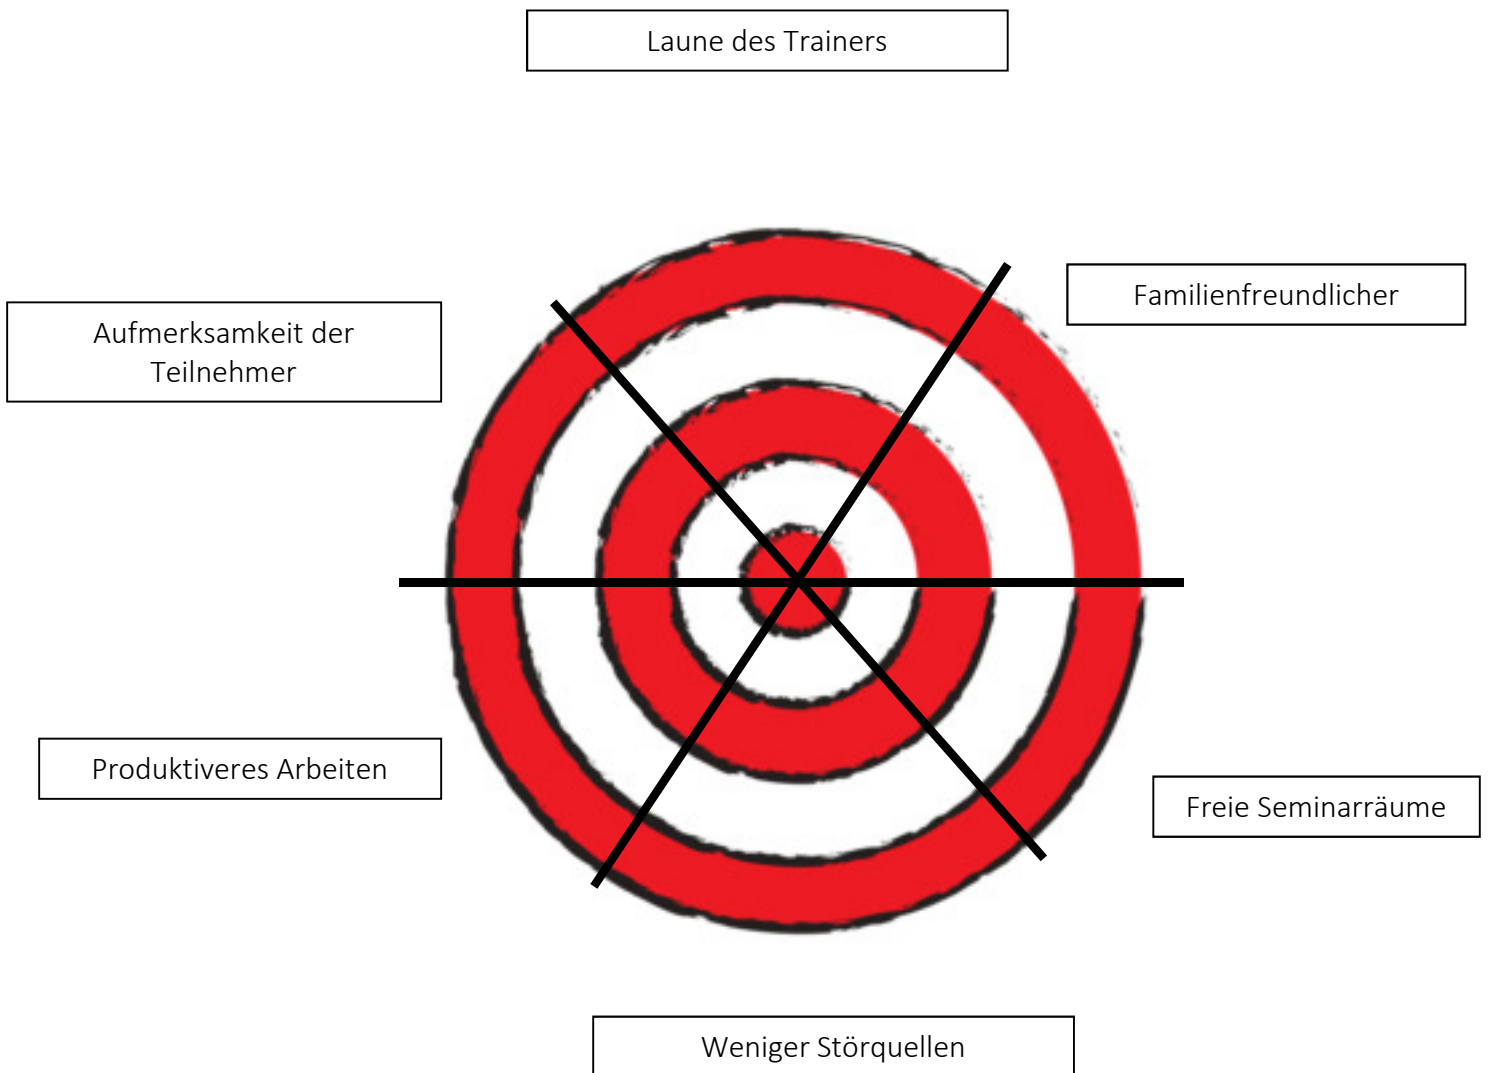 Laune des Trainers
Familienfreundlicher
Aufmerksamkeit der
Teilnehmer
Produktiveres Arbeiten
Freie Seminarräume
Weniger Störquellen